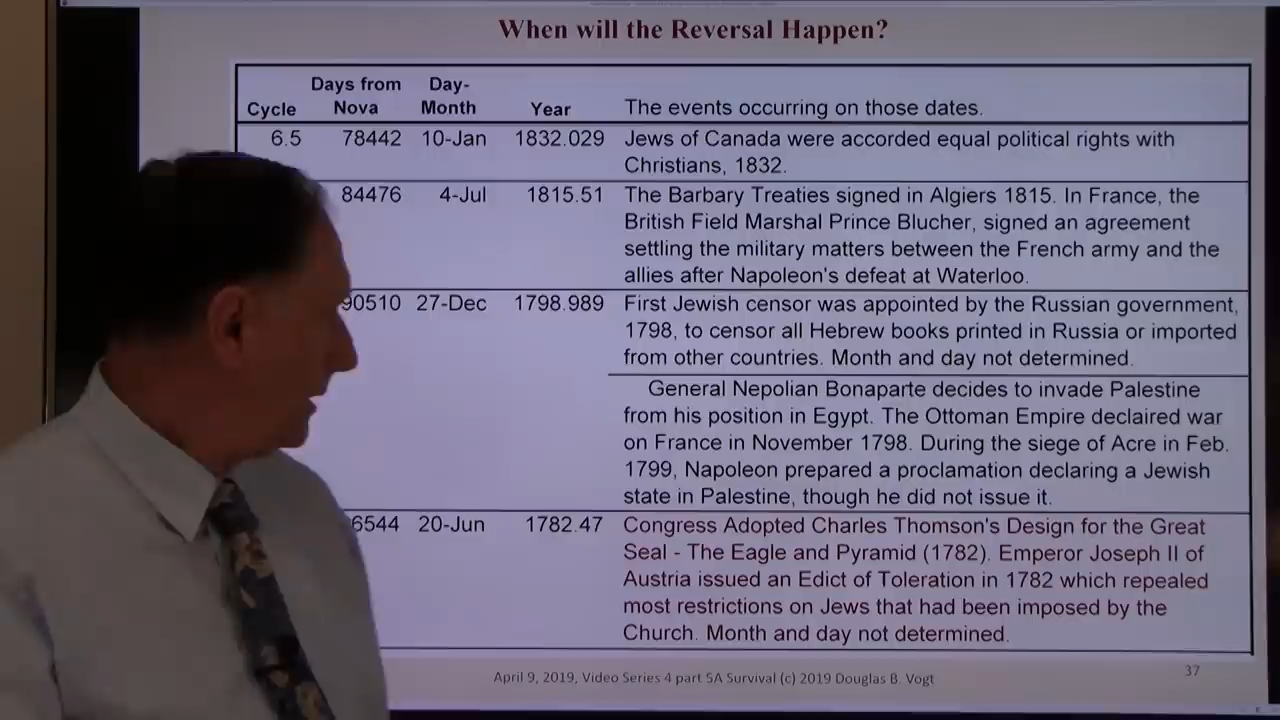 When will the Reversal Happen?
Cycle Days from Nova Day-Month Year The events occurring on those dates.
6.5 78442 10-Jan 1832.029 Jews of Canada were accorded equal political rights with
Christians, 1832.
84476 4-Jul 1815.51 The Barbary Treaties signed in Algiers 1815. In France, the
British Field Marshal Prince Blucher, signed an agreement
settling the military matters between the French army and the
allies after Napoleon's defeat at Waterloo.
90510 27-Dec 1798.989 First Jewish censor was appointed by the Russian government,
1798, to censor all Hebrew books printed in Russia or imported
from other countries. Month and day not determined.
General Nepolian Bonaparte decides to invade Palestine
from his position in Egypt. The Ottoman Empire declaired war
on France in November 1798. During the siege of Acre in Feb.
1799, Napoleon prepared a proclamation declaring a Jewish
state in Palestine, though he did not issue it.
6544 20-Jun 1782.47 Congress Adopted Charles Thomson's Design for the Great
Seal - The Eagle and Pyramid (1782). Emperor Joseph II of
Austria issued an Edict of Toleration in 1782 which repealed
most restrictions on Jews that had been imposed by the
Church. Month and day not determined.
April 9, 2019, Video Series 4 part 5A Survival (c) 2019 Douglas B. Vogt
37